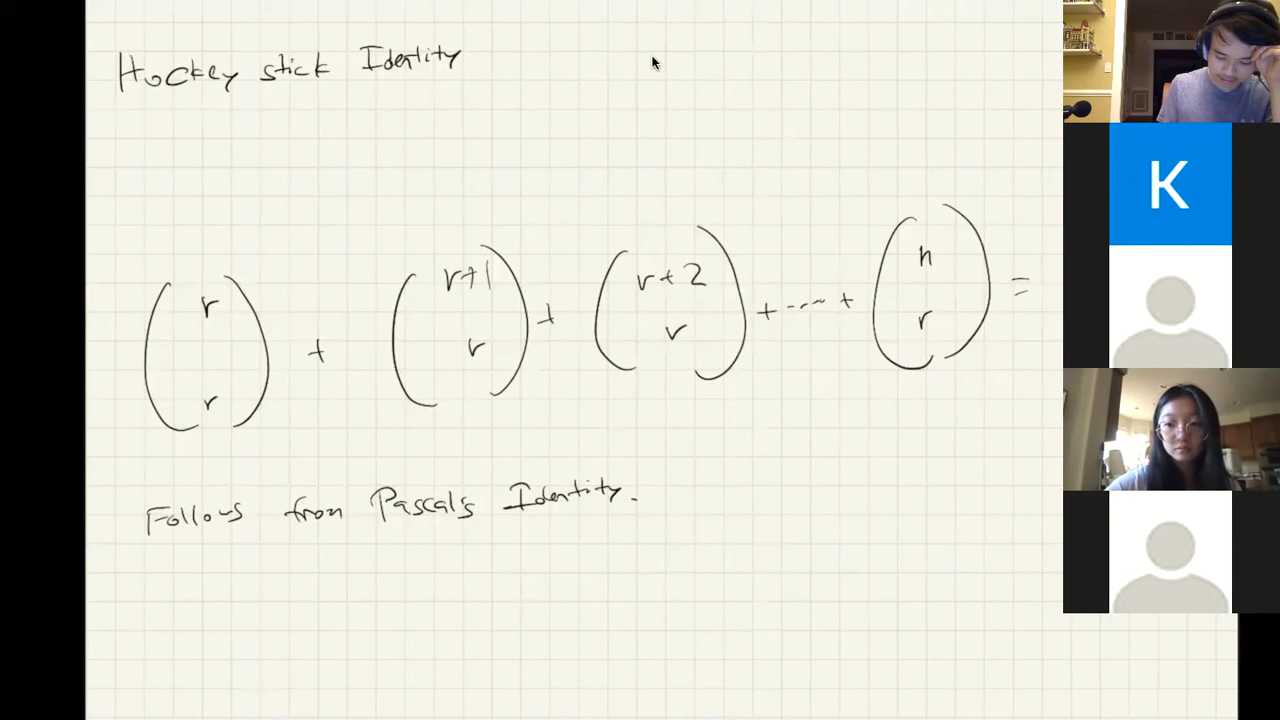 Hockey stick Identity
(r r) + (r+1 r) + (r+2 r) + ---- + (n r) =
Follows from Pascal's Identity.
K